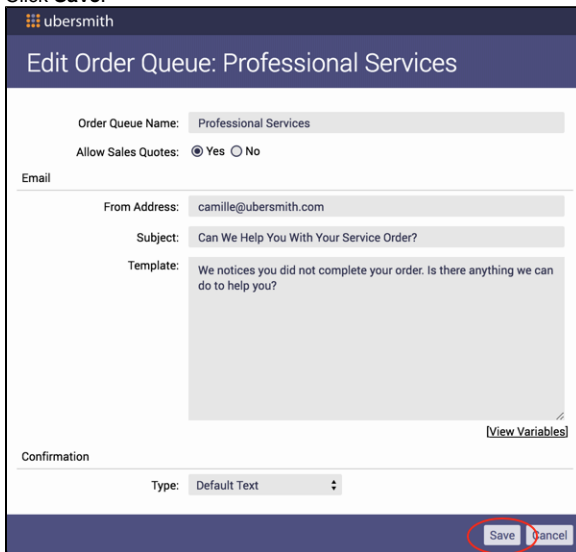 Click Save.
ubersmith
Edit Order Queue: Professional Services
Order Queue Name: Professional Services
Allow Sales Quotes: Yes No
Email
From Address: camille@ubersmith.com
Subject: Can We Help You With Your Service Order?
Template: We notices you did not complete your order. Is there anything we can
do to help you?
[View Variables]
Confirmation
Type: Default Text
Save Cancel